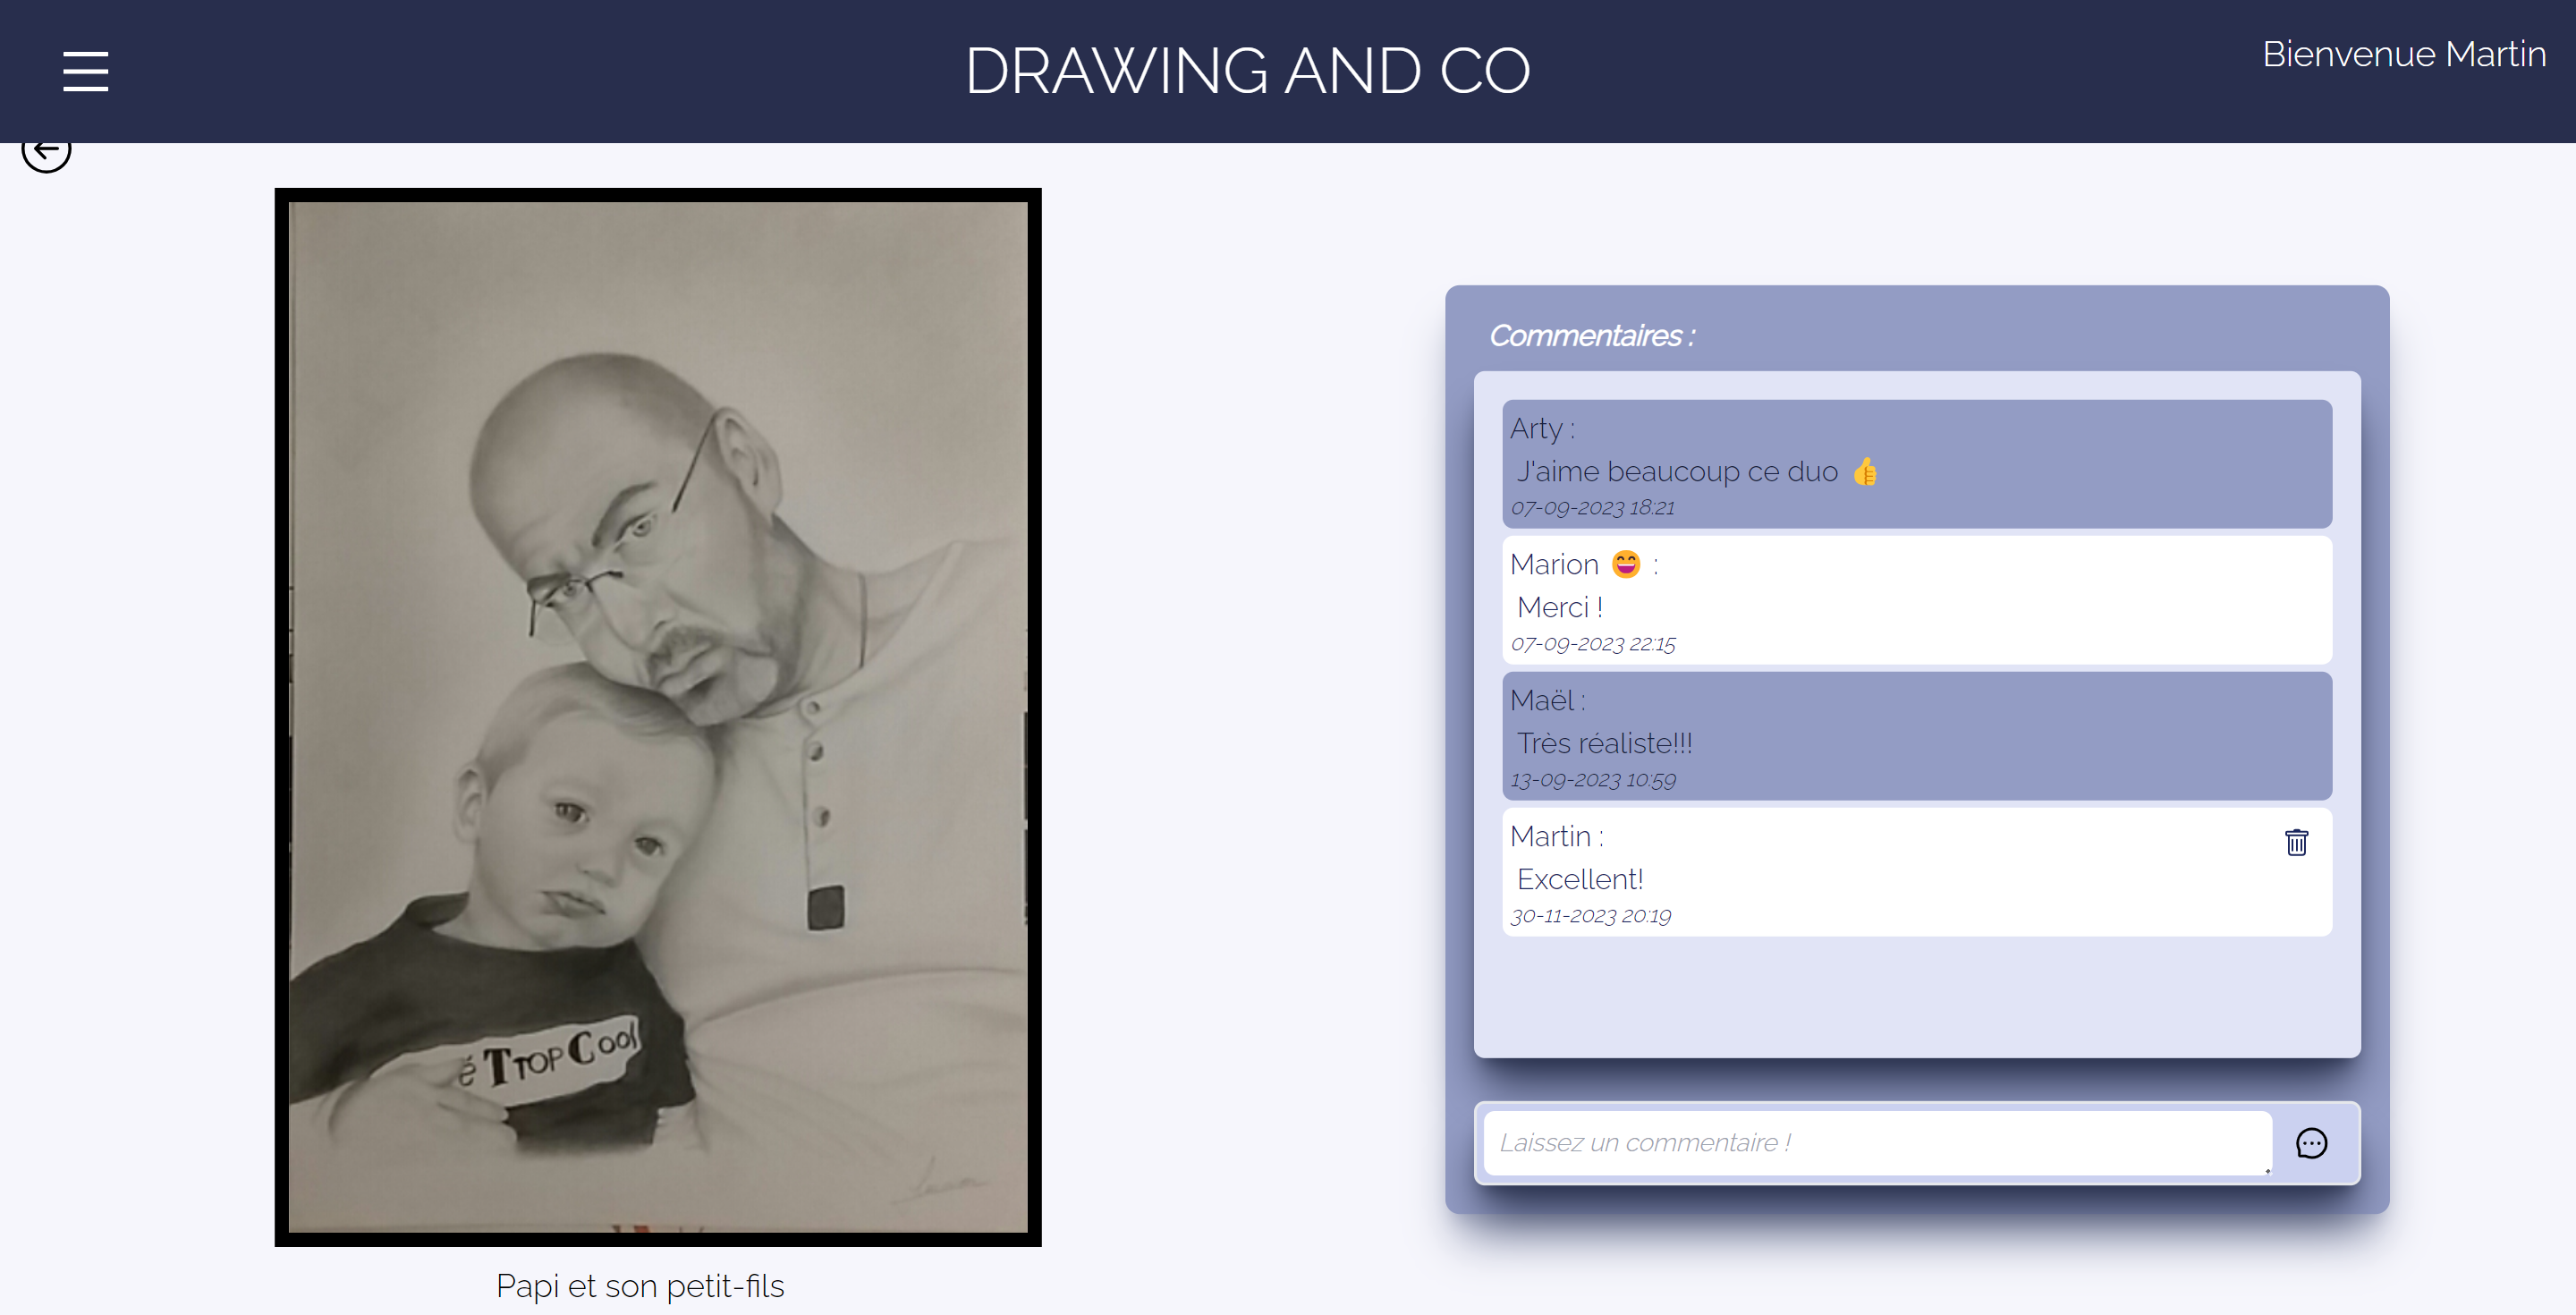 DRAWING AND CO
Bienvenue Martin
é Trop Cool
Papi et son petit-fils
Commentaires :
Arty :
J'aime beaucoup ce duo 👍
07-09-2023 18:21
Marion 😄 :
Merci !
07-09-2023 22:15
Maël :
Très réaliste!!!
13-09-2023 10:59
Martin :
Excellent!
30-11-2023 20:19
Laissez un commentaire !